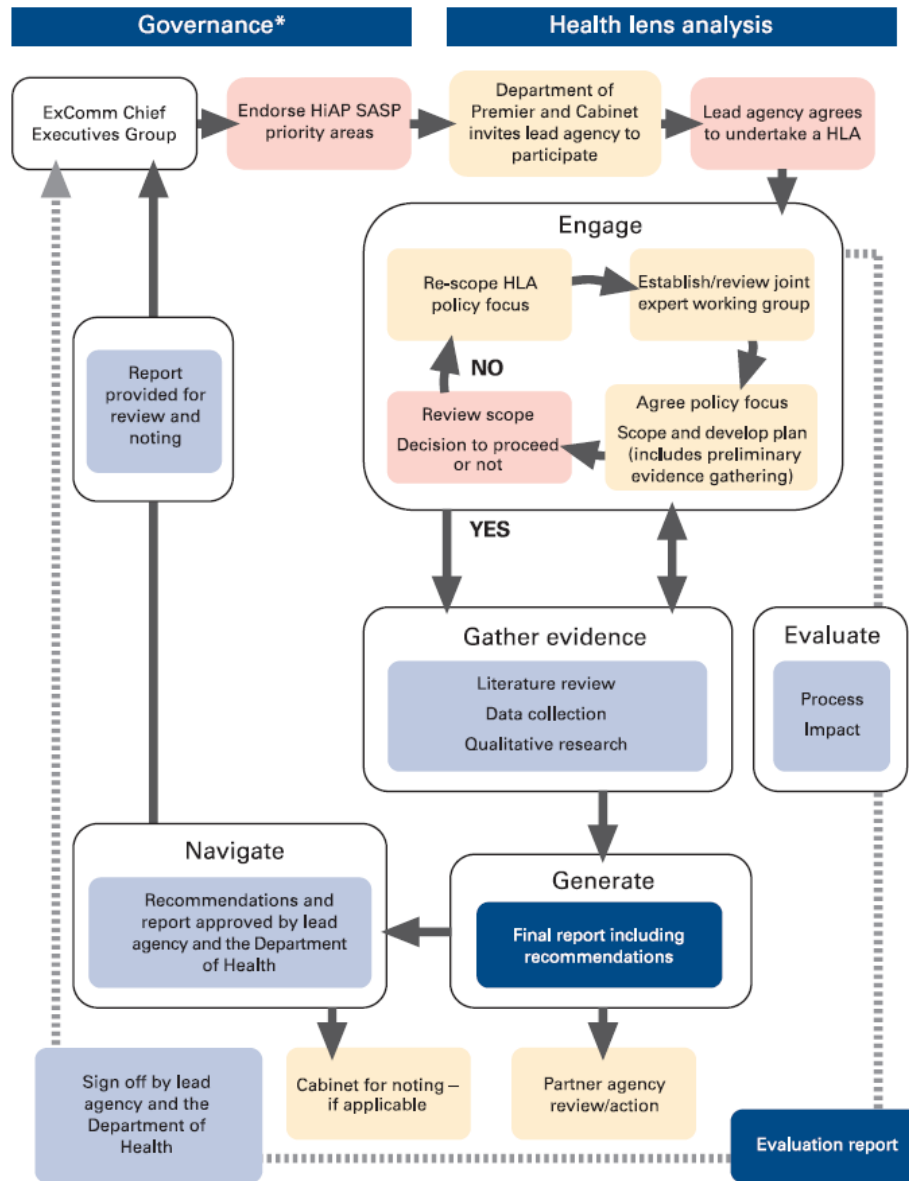 Governance*
Health lens analysis
ExComm Chief
Executives Group
Endorse HiAP SASP
priority areas
Department of
Premier and Cabinet
invites lead agency to
participate
Lead agency agrees
to undertake a HLA
Engage
Re-scope HLA
policy focus
Establish/review joint
expert working group
NO
Review scope
Decision to proceed
or not
Agree policy focus
Scope and develop plan
(includes preliminary
evidence gathering)
Report
provided for
review and
noting
YES
Gather evidence
Literature review
Data collection
Qualitative research
Evaluate
Process
Impact
Navigate
Recommendations and
report approved by lead
agency and the Department
of Health
Generate
Final report including
recommendations
Sign off by lead
agency and the
Department of
Health
Cabinet for noting –
if applicable
Partner agency
review/action
Evaluation report